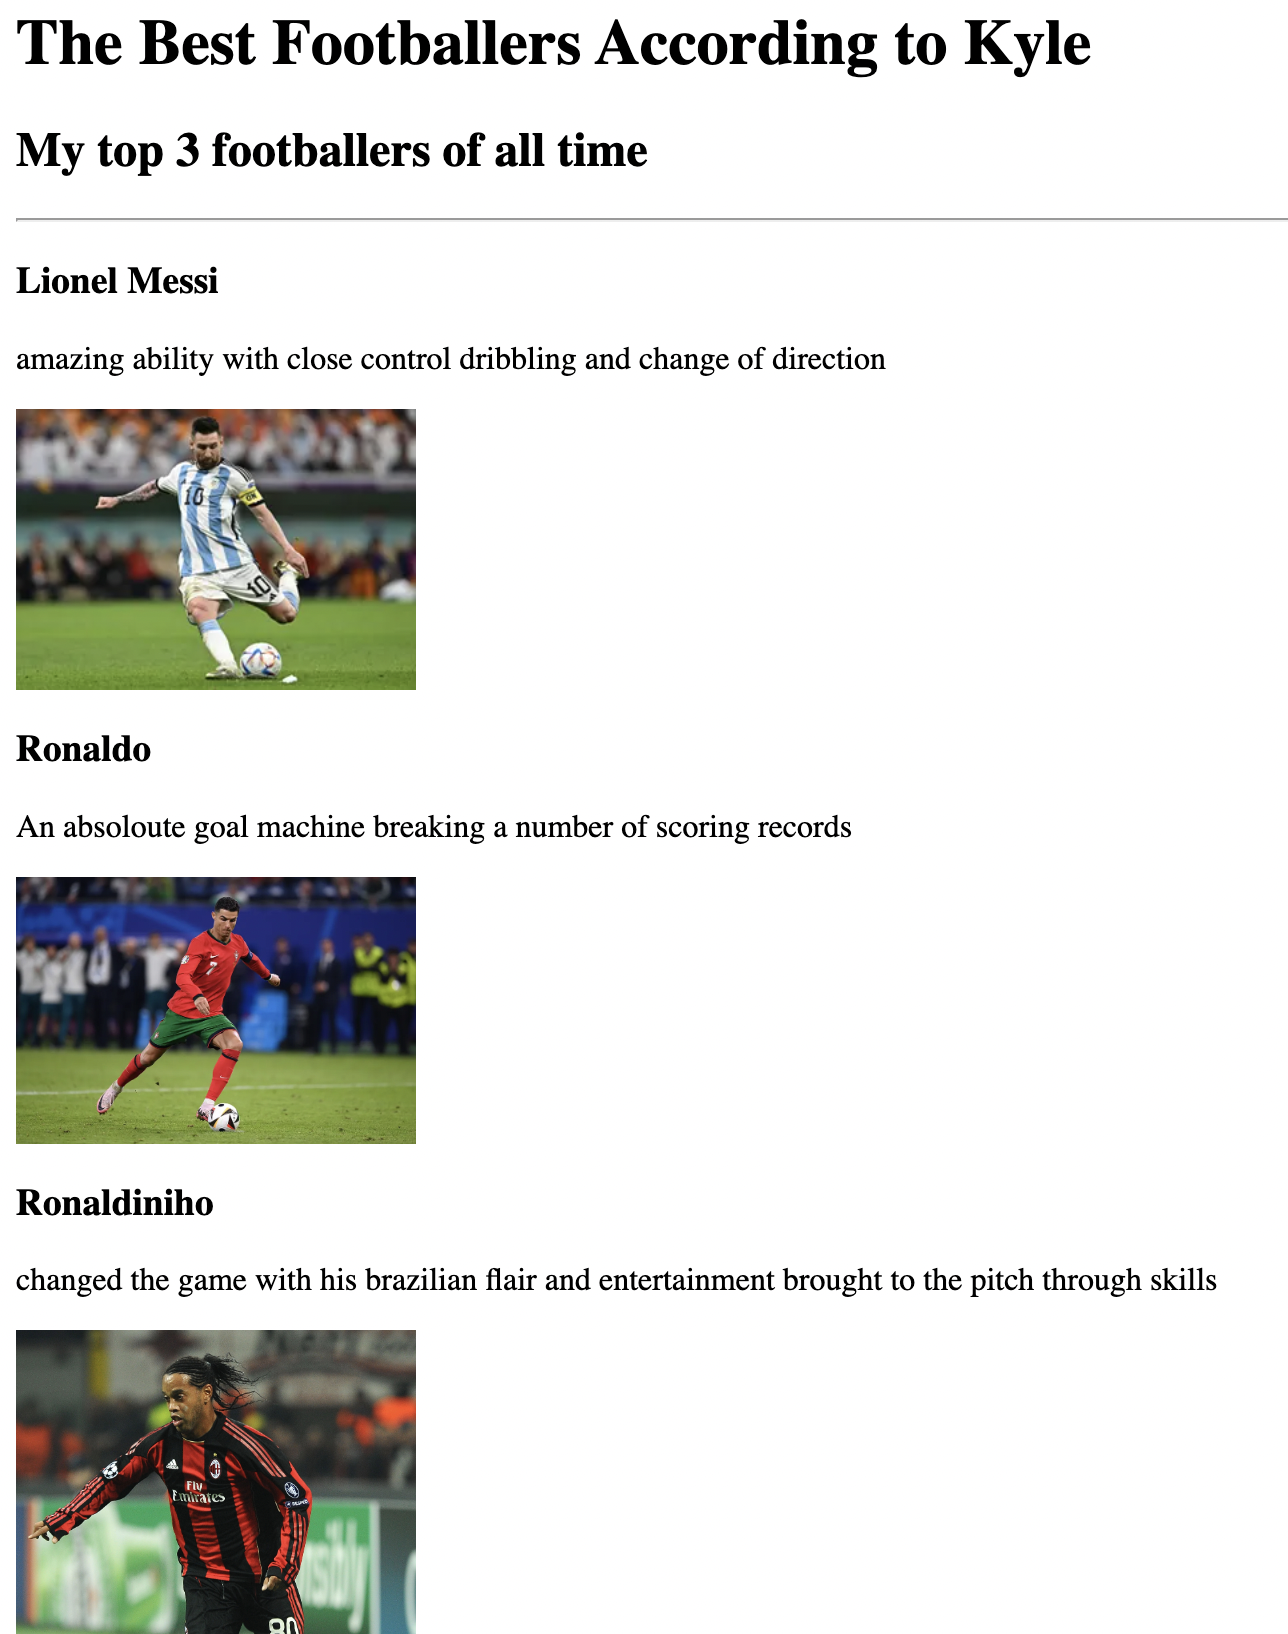 The Best Footballers According to Kyle
My top 3 footballers of all time
Lionel Messi
amazing ability with close control dribbling and change of direction
10
10
Ronaldo
An absoloute goal machine breaking a number of scoring records
7
Ronaldiniho
changed the game with his brazilian flair and entertainment brought to the pitch through skills
Fly
Emirates
sibly
80